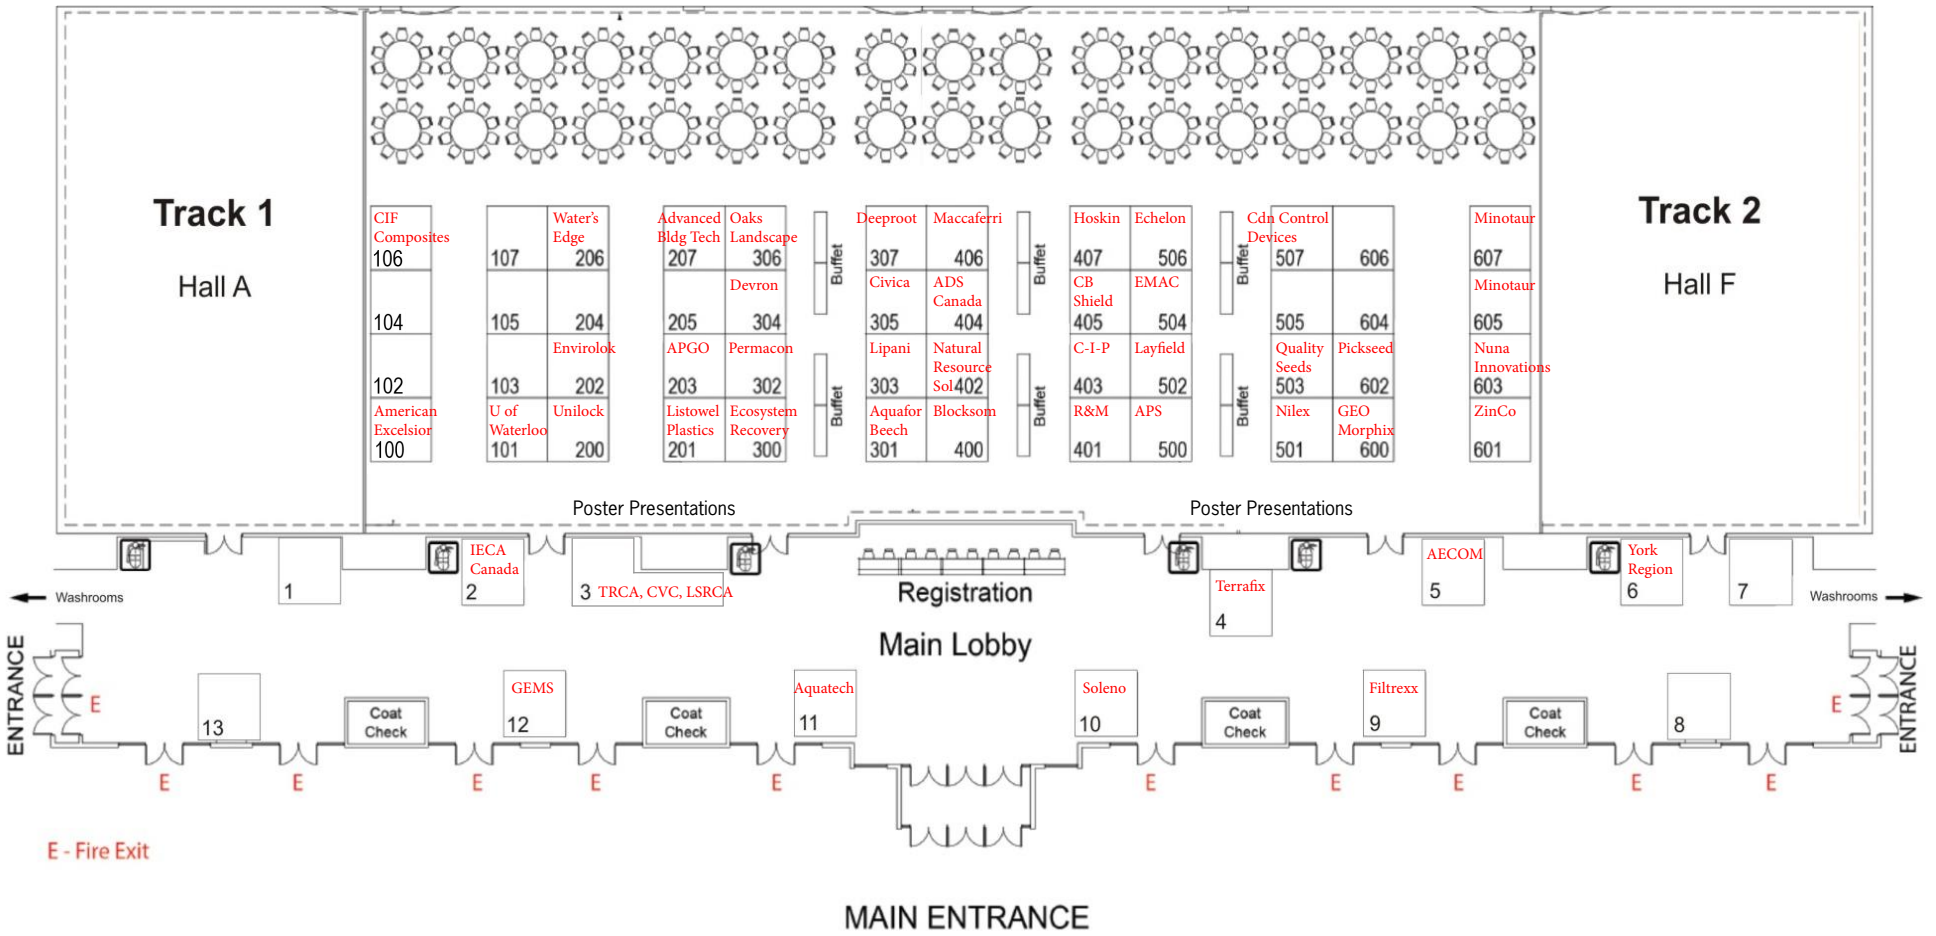 Track 1
Hall A
Track 2
Hall F
CIF
Composites
106
104
102
American
Excelsior
100
107
Water's
Edge
206
105
204
103
Envirolok
202
U of
Waterloo
101
Unilock
200
Advanced
Bldg Tech
207
Oaks
Landscape
306
205
Devron
304
APGO
203
Permacon
302
Listowel
Plastics
201
Ecosystem
Recovery
300
Buffet
Buffet
Deeproot
307
Maccaferri
406
Civica
305
ADS
Canada
404
Lipani
303
Natural
Resource
Sol 402
Aquafor
Beech
301
Blocksom
400
Buffet
Buffet
Hoskin
407
Echelon
506
CB
Shield
405
EMAC
504
C-I-P
403
Layfield
502
R&M
401
APS
500
Buffet
Buffet
Cdn Control
Devices
507
606
505
604
Quality
Seeds
503
Pickseed
602
Nilex
501
GEO
Morphix
600
Minotaur
607
Minotaur
605
Nuna
Innovations
603
ZinCo
601
Poster Presentations
Poster Presentations
Washrooms
1
IECA
Canada
2
3 TRCA, CVC, LSRCA
Registration
Main Lobby
Terrafix
4
AECOM
5
York
Region
6
7
Washrooms
ENTRANCE
E
13
Coat
Check
GEMS
12
Coat
Check
Aquatech
11
Soleno
10
Coat
Check
Filtrexx
9
Coat
Check
8
E
ENTRANCE
E
E
E
E
E
E
E
E
E
E
E - Fire Exit
MAIN ENTRANCE